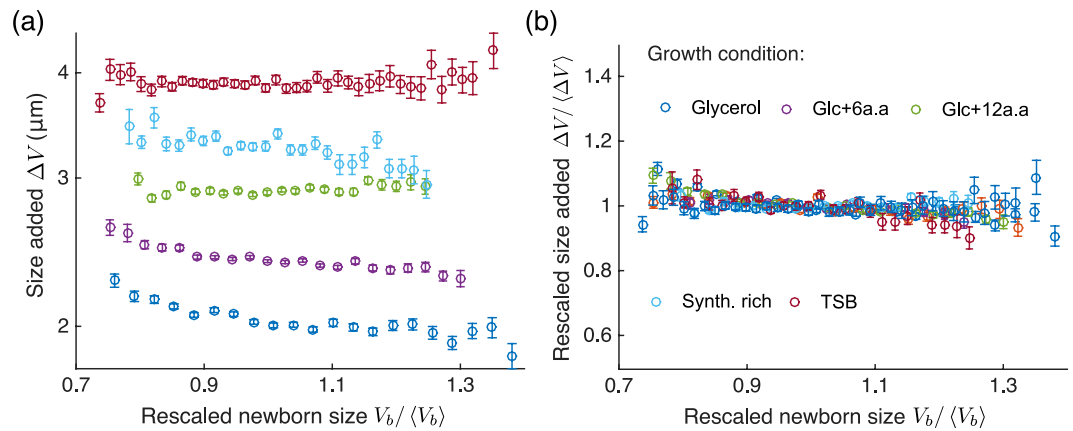 (a)
4
3
2
0.7
0.9
1.1
1.3
Size added ΔV (μm)
Rescaled newborn size V_b / ⟨V_b⟩
(b)
1.4
1.2
1
0.8
0.6
0.7
0.9
1.1
1.3
Rescaled size added ΔV / ⟨ΔV⟩
Rescaled newborn size V_b / ⟨V_b⟩
Growth condition:
Glycerol
Glc+6a.a
Glc+12a.a
Synth. rich
TSB